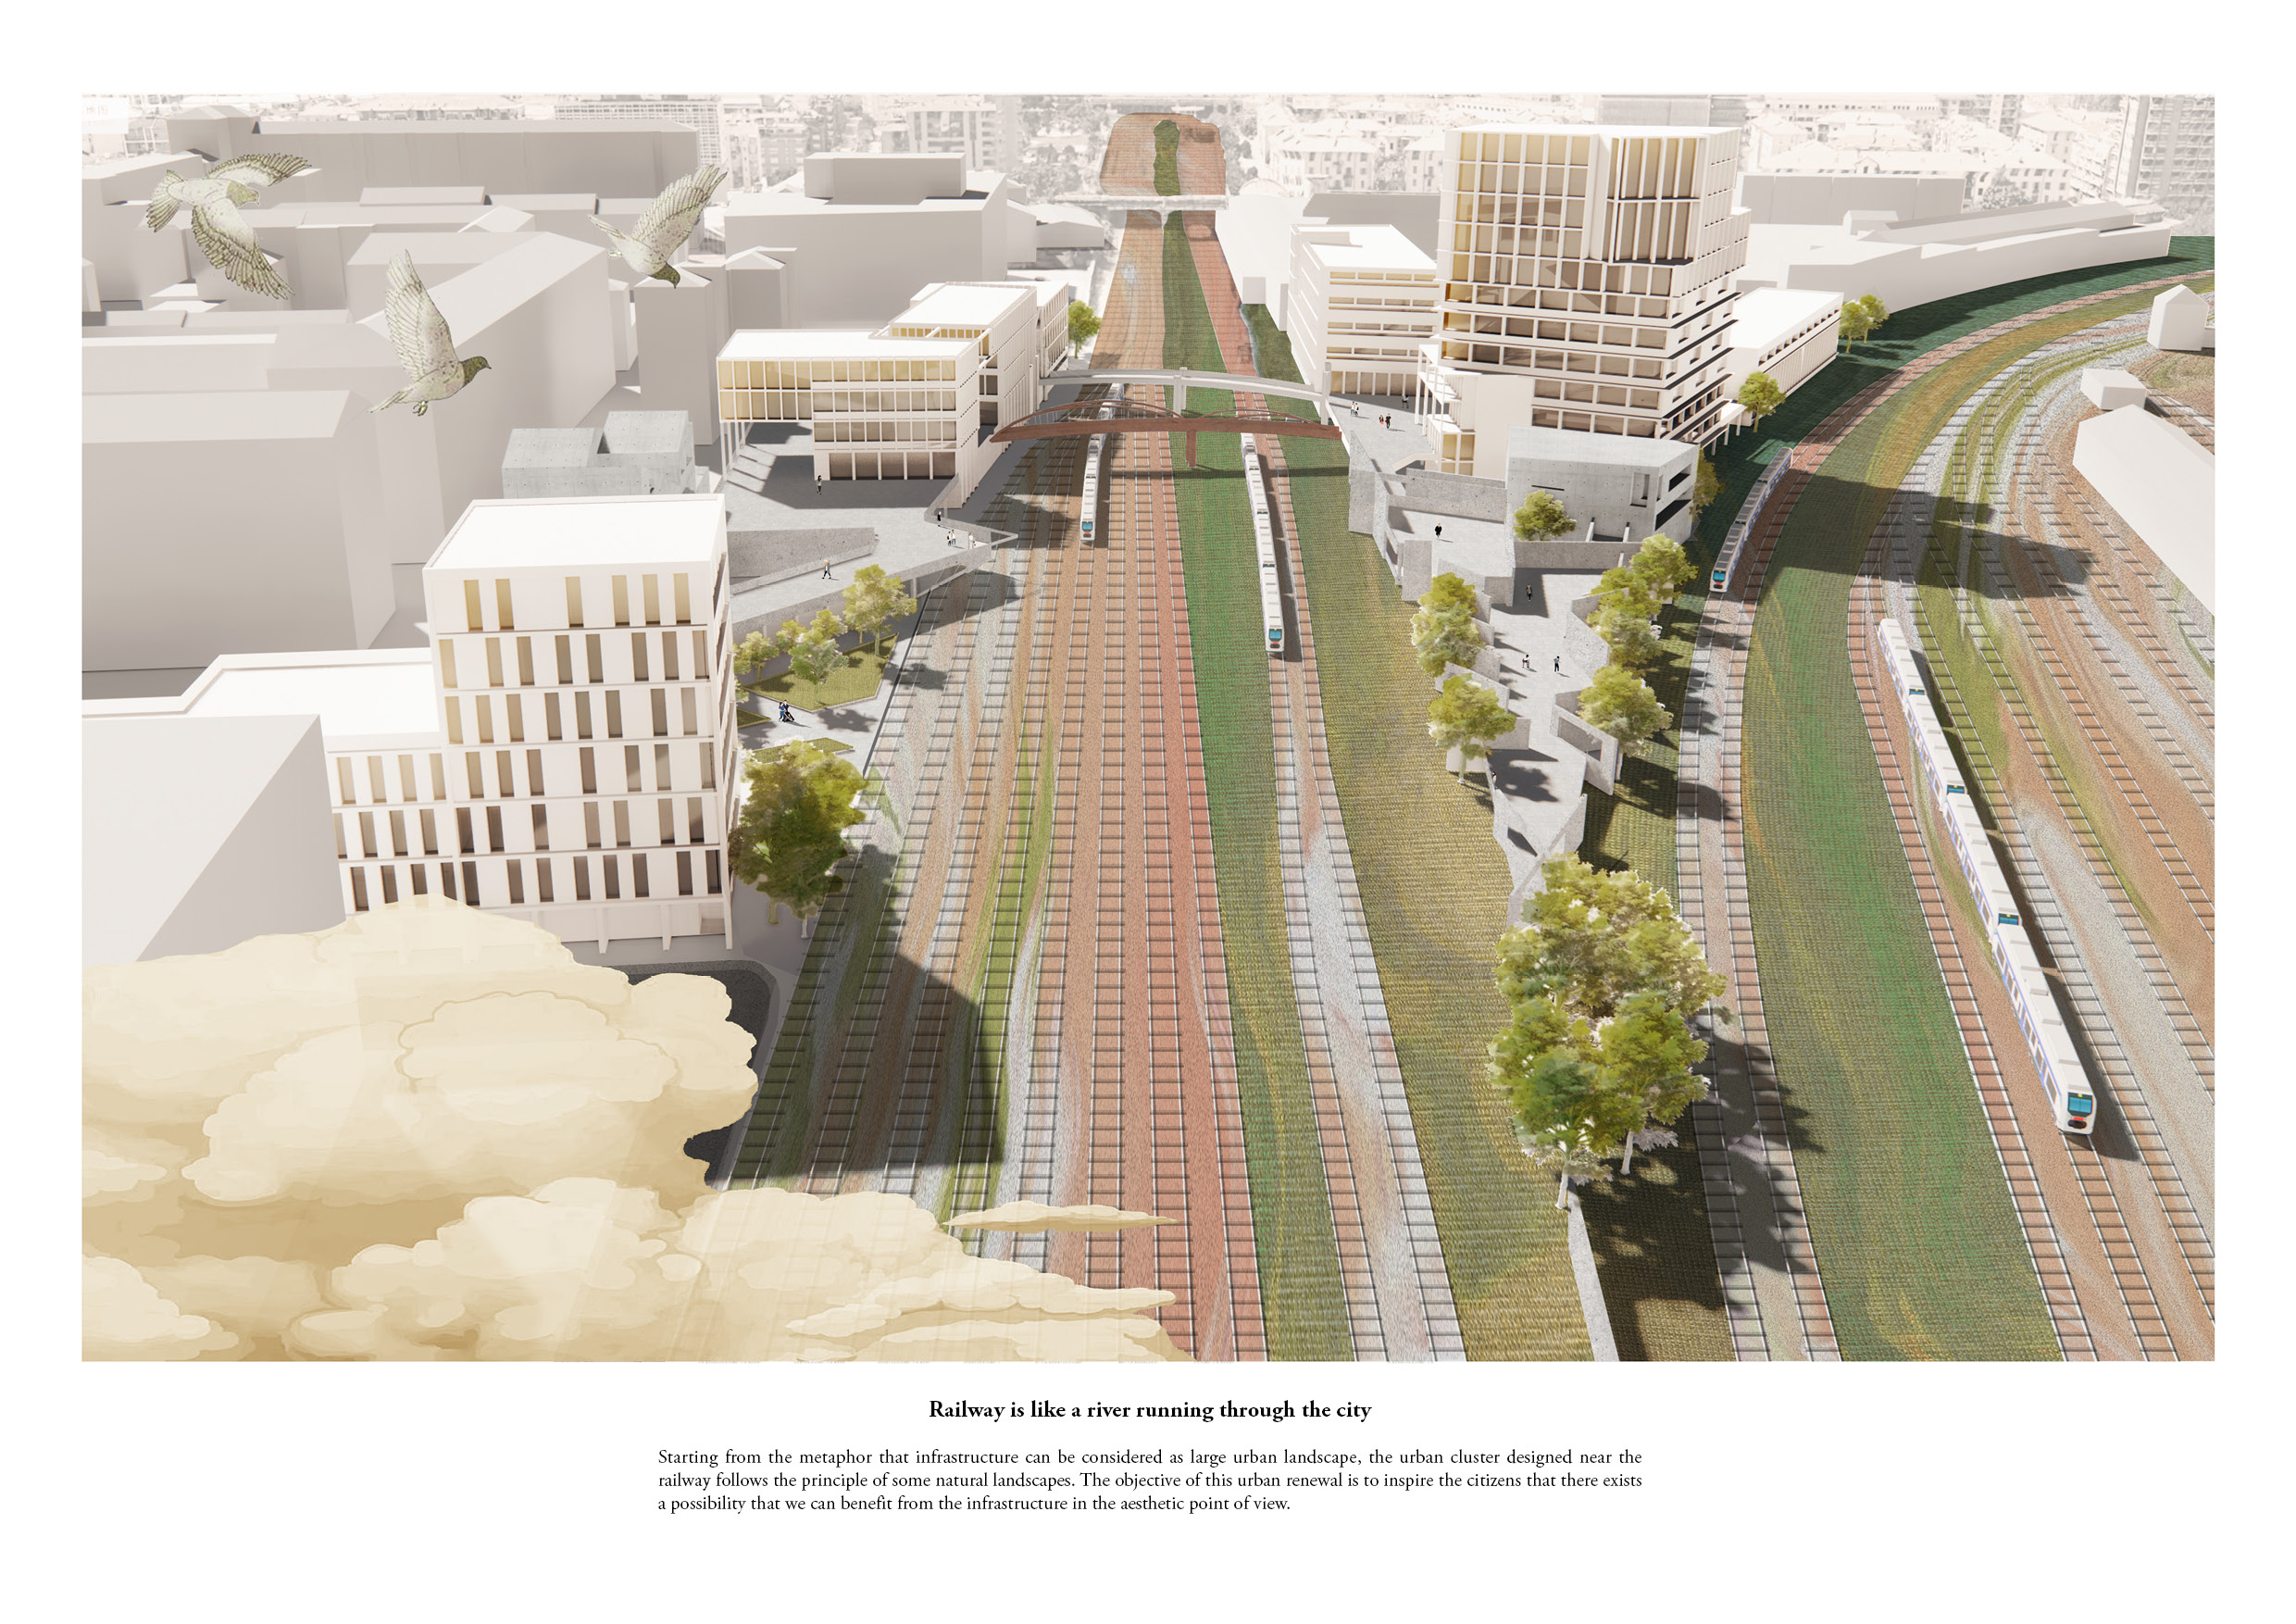 Railway is like a river running through the city
Starting from the metaphor that infrastructure can be considered as large urban landscape, the urban cluster designed near the
railway follows the principle of some natural landscapes. The objective of this urban renewal is to inspire the citizens that there exists
a possibility that we can benefit from the infrastructure in the aesthetic point of view.